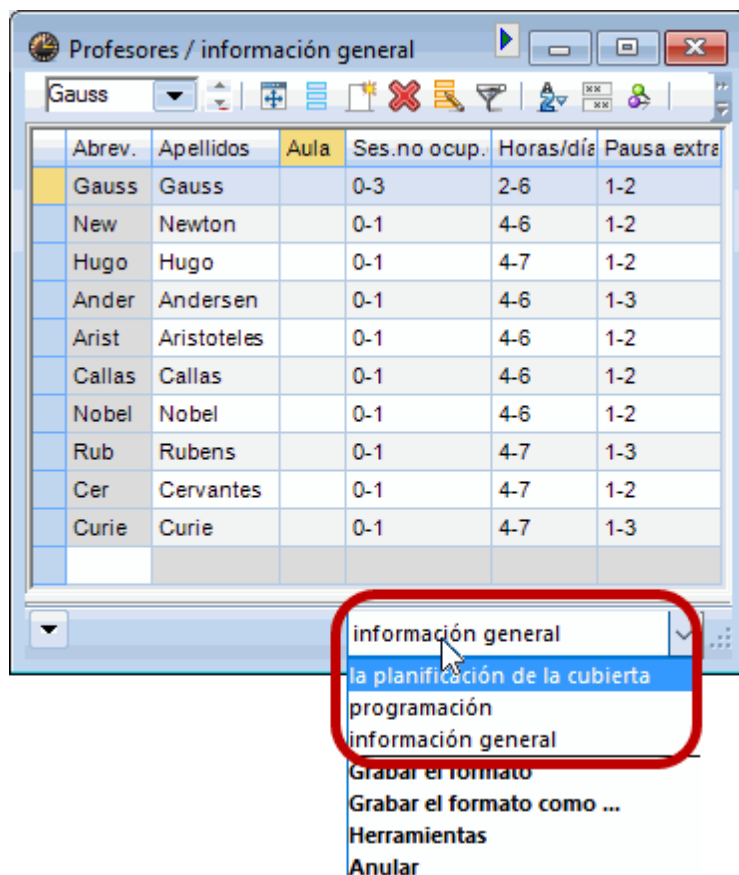 Profesores / información general
Gauss
Abrev. Apellidos Aula Ses.no ocup. Horas/día Pausa extra
Gauss Gauss 0-3 2-6 1-2
New Newton 0-1 4-6 1-2
Hugo Hugo 0-1 4-7 1-2
Ander Andersen 0-1 4-6 1-3
Arist Aristoteles 0-1 4-6 1-2
Callas Callas 0-1 4-6 1-2
Nobel Nobel 0-1 4-6 1-2
Rub Rubens 0-1 4-7 1-3
Cer Cervantes 0-1 4-7 1-2
Curie Curie 0-1 4-7 1-3
información general
la planificación de la cubierta
programación
información general
Grabar el formato
Grabar el formato como ...
Herramientas
Anular